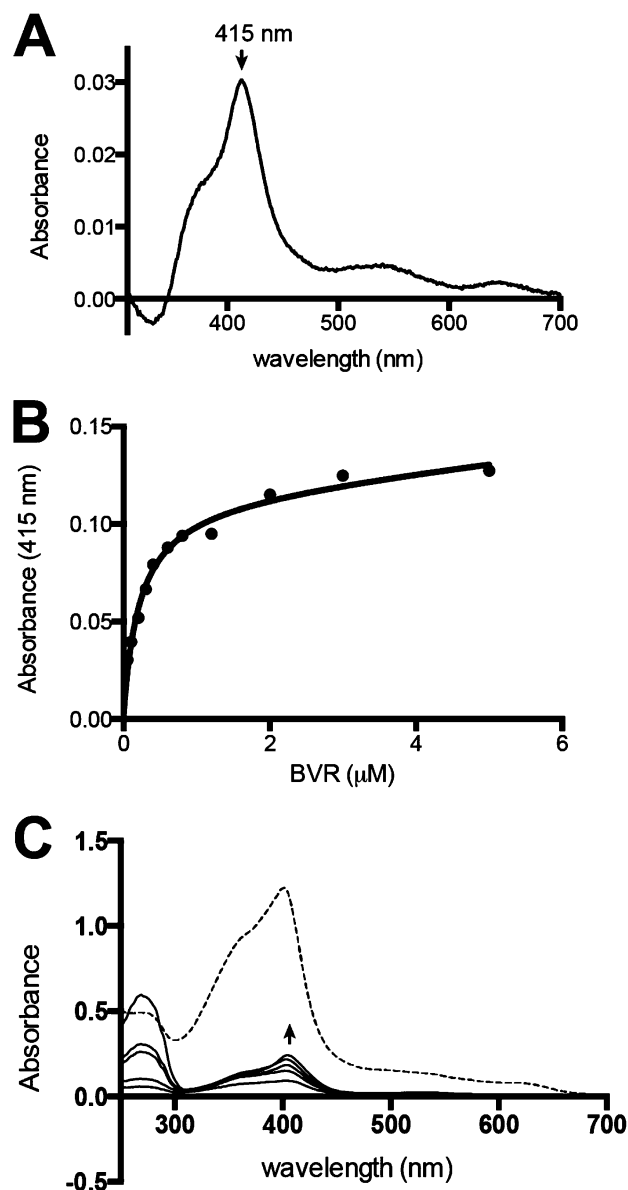 A
415 nm
0.03
0.02
0.01
0.00
Absorbance
400
500
600
700
wavelength (nm)
B
0.15
0.10
0.05
0.00
Absorbance (415 nm)
0
2
4
6
BVR (µM)
C
1.5
1.0
0.5
0.0
-0.5
Absorbance
300
400
500
600
700
wavelength (nm)